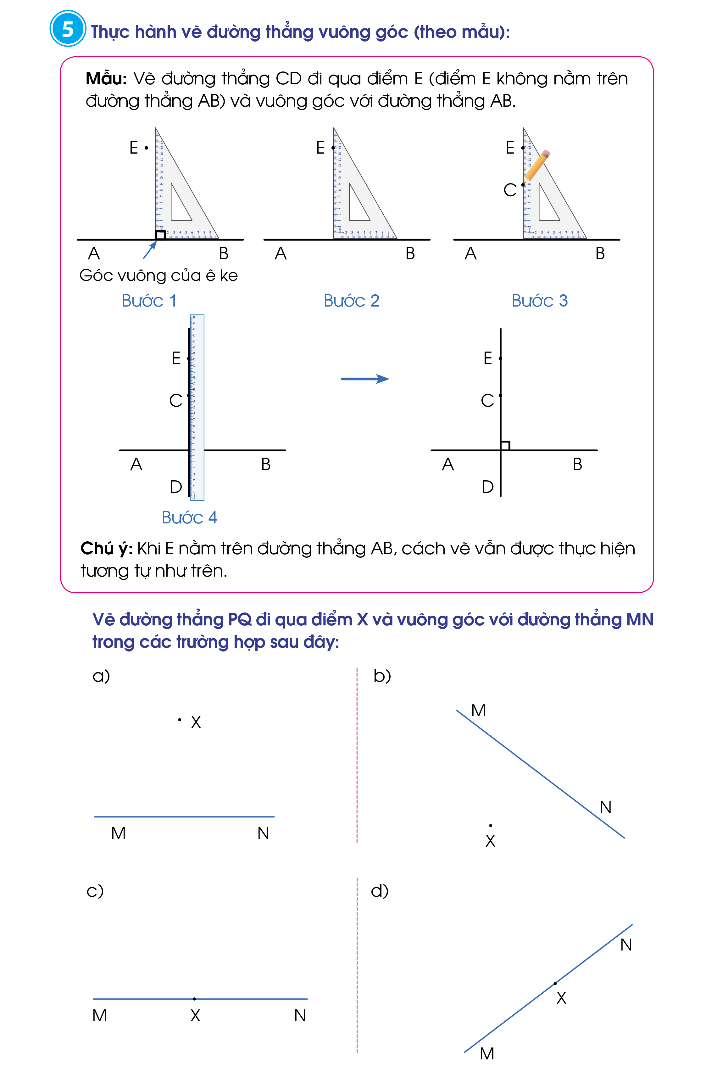 5 Thực hành vẽ đường thẳng vuông góc (theo mẫu):
Mẫu: Vẽ đường thẳng CD đi qua điểm E (điểm E không nằm trên
đường thẳng AB) và vuông góc với đường thẳng AB.
E
A B
Góc vuông của ê ke
Bước 1
E
A B
Bước 2
E
C
A B
Bước 3
E
C
A B
D
Bước 4
E
C
A B
D
Chú ý: Khi E nằm trên đường thẳng AB, cách vẽ vẫn được thực hiện
tương tự như trên.
Vẽ đường thẳng PQ đi qua điểm X và vuông góc với đường thẳng MN
trong các trường hợp sau đây:
a)
X
M N
b)
M
N
X
c)
M X N
d)
N
X
M